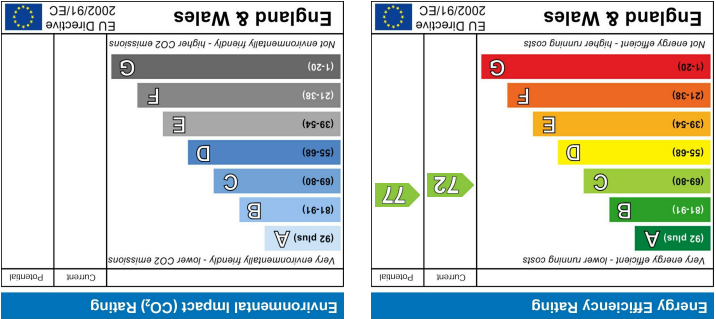 Energy Efficiency Rating
Current Potential
Very energy efficient - lower running costs
(92 plus) A
(81-91) B
(69-80) C
(55-68) D
(39-54) E
(21-38) F
(1-20) G
72
77
Not energy efficient - higher running costs
England & Wales
EU Directive
2002/91/EC
Environmental Impact (CO₂) Rating
Current Potential
Very environmentally friendly - lower CO2 emissions
(92 plus) A
(81-91) B
(69-80) C
(55-68) D
(39-54) E
(21-38) F
(1-20) G
Not environmentally friendly - higher CO2 emissions
England & Wales
EU Directive
2002/91/EC